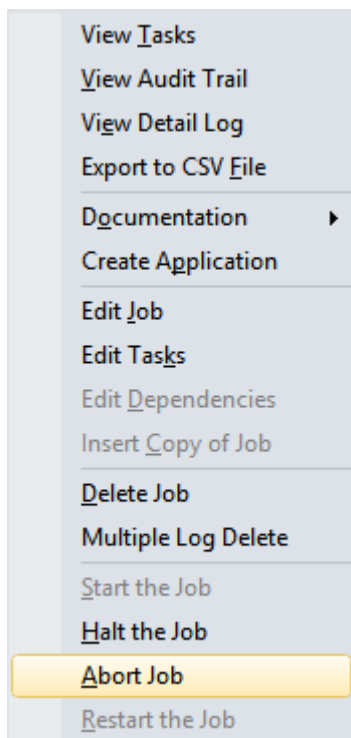 View Tasks
View Audit Trail
View Detail Log
Export to CSV File
Documentation
Create Application
Edit Job
Edit Tasks
Edit Dependencies
Insert Copy of Job
Delete Job
Multiple Log Delete
Start the Job
Halt the Job
Abort Job
Restart the Job